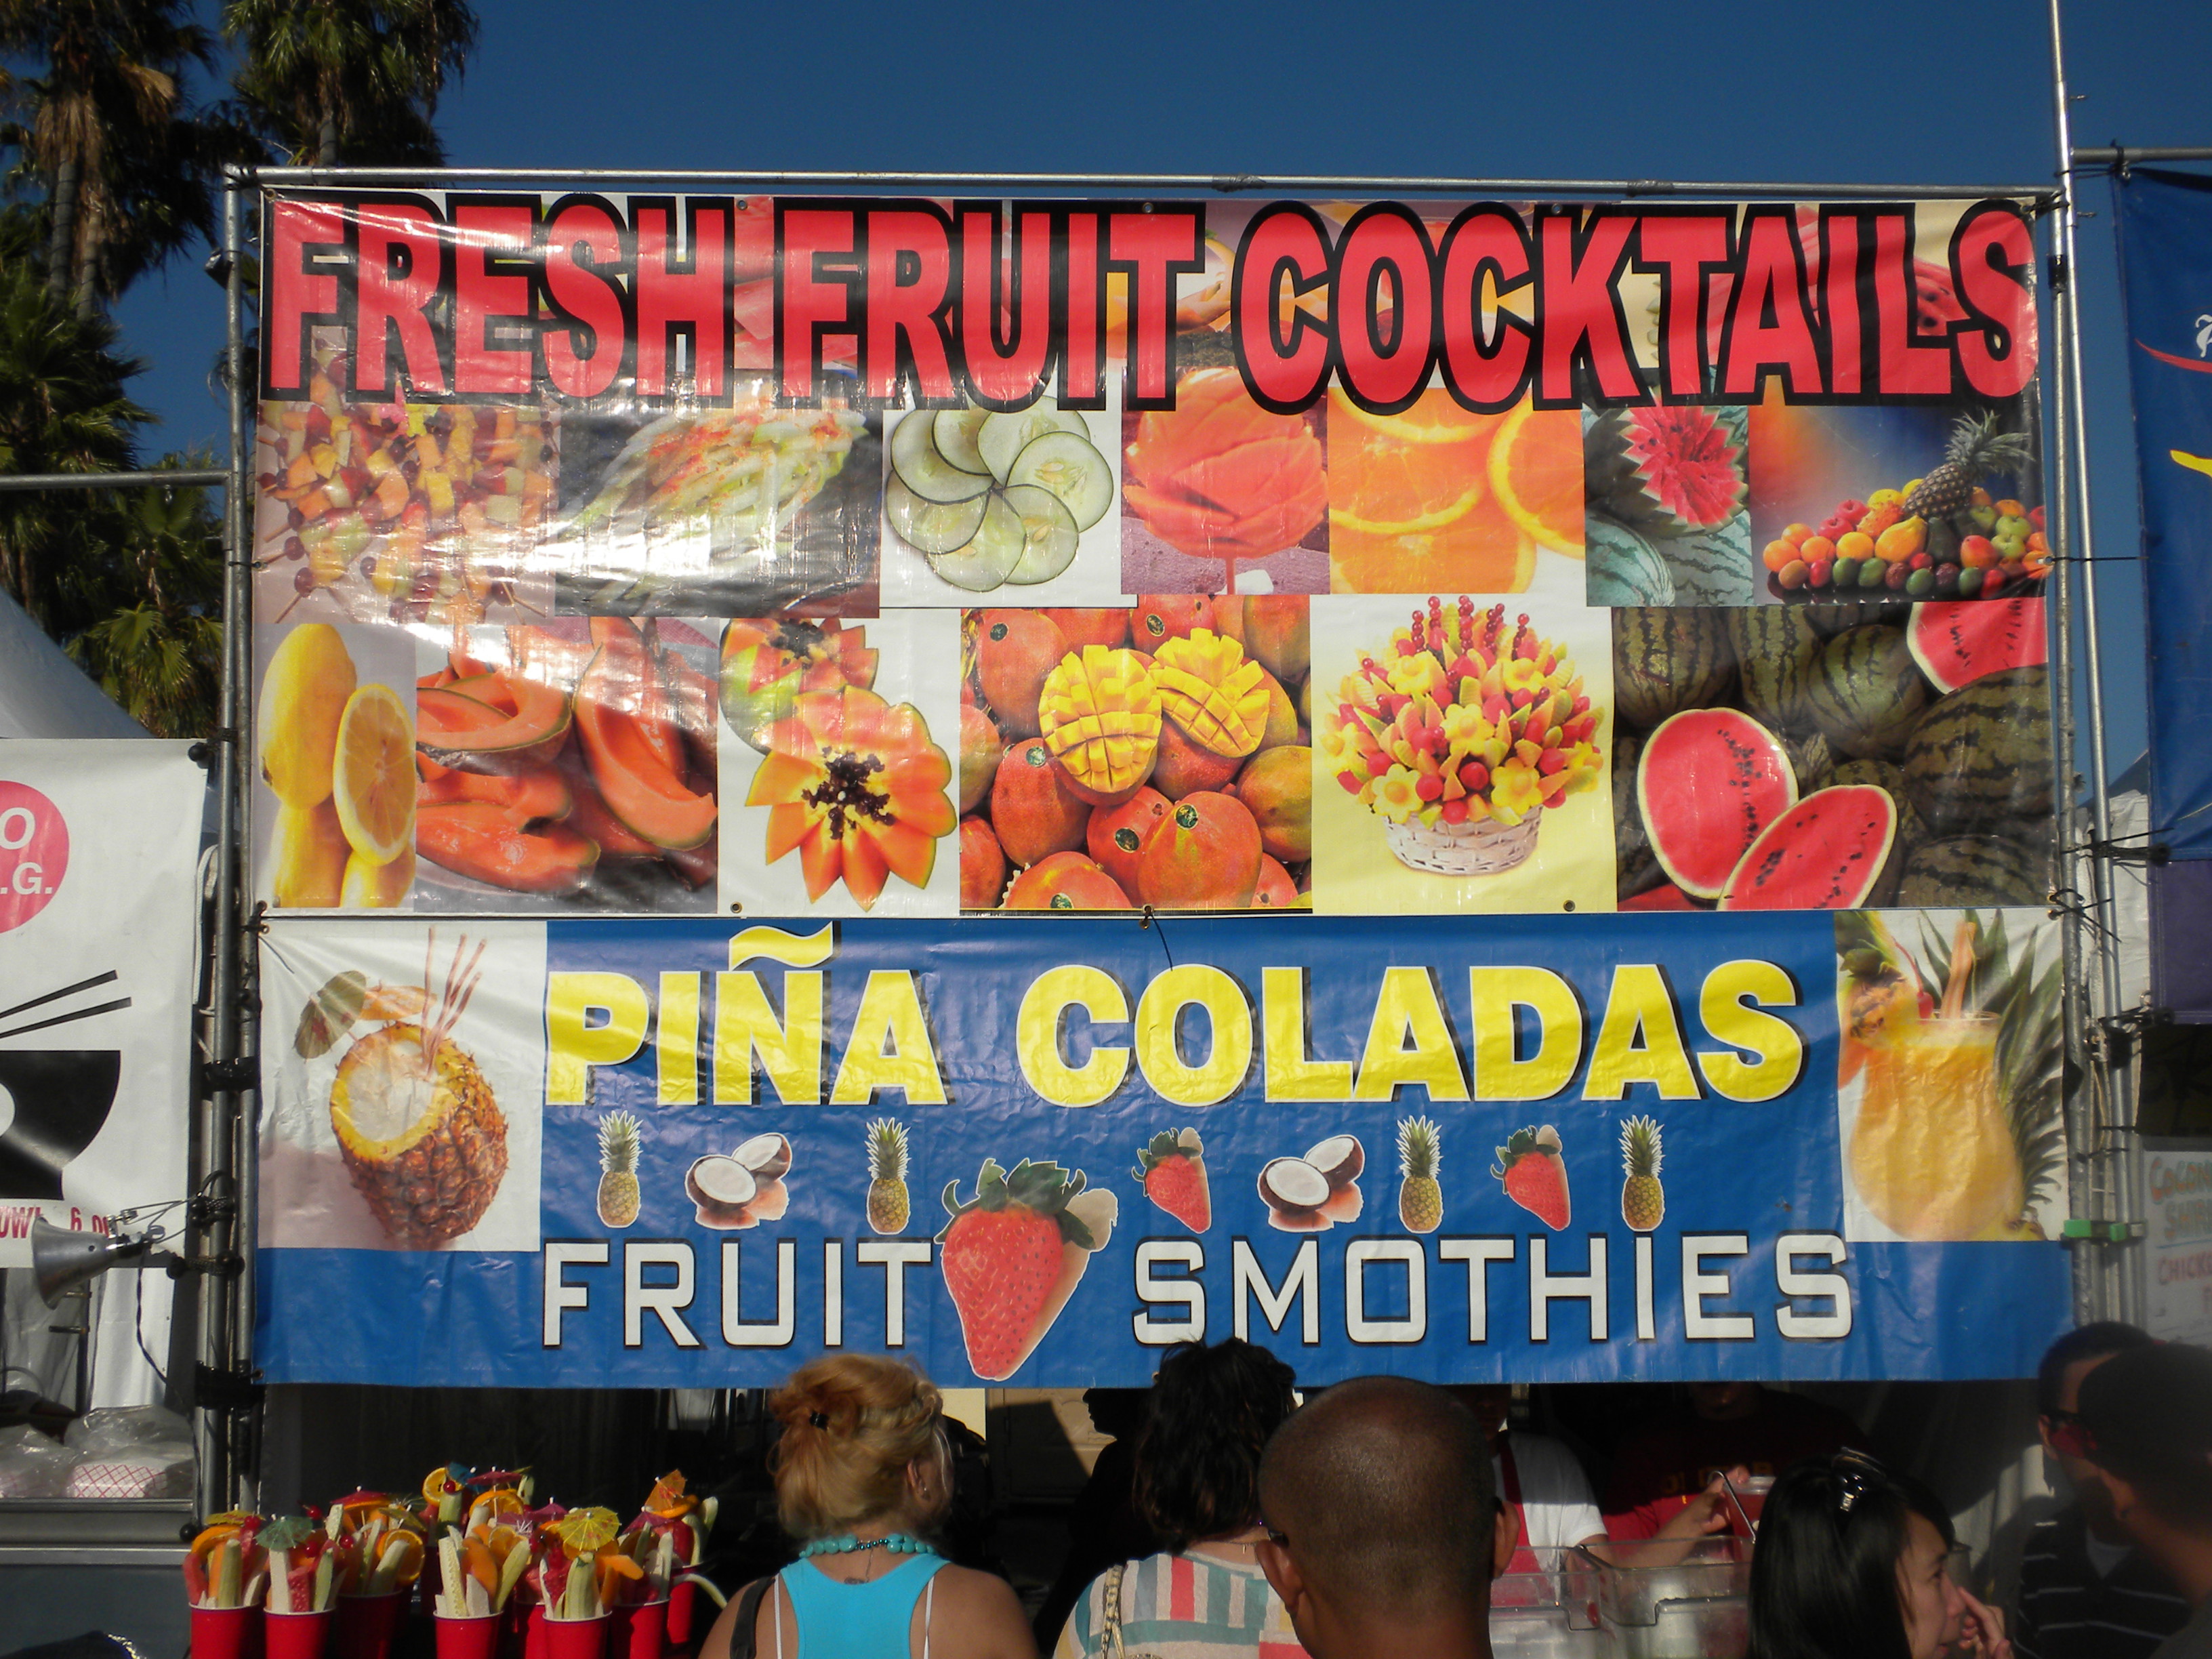 FRESH FRUIT COCKTAILS
PIÑA COLADAS
FRUIT SMOTHIES
O
.G.